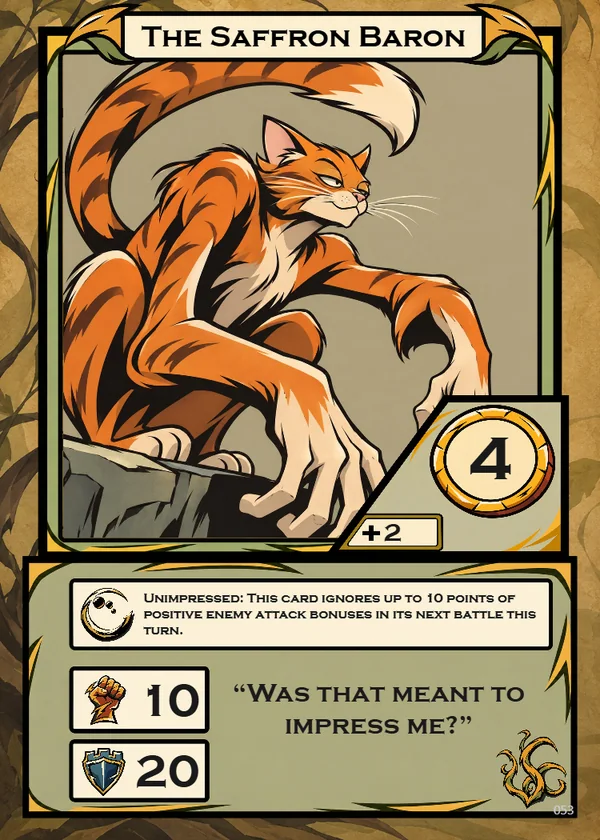 The Saffron Baron
4
+2
Unimpressed: This card ignores up to 10 points of
positive enemy attack bonuses in its next battle this
turn.
10
20
“Was that meant to
impress me?”
053